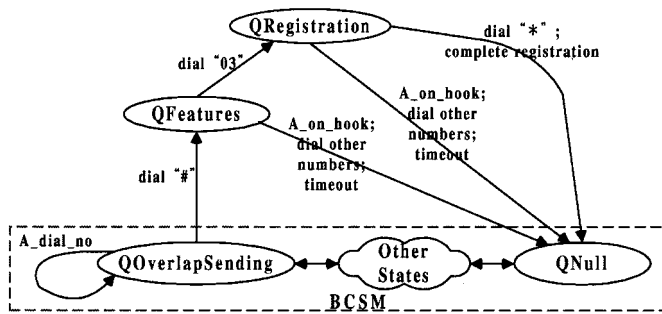 QRegistration
dial "*" ;
complete registration
dial "03"
QFeatures
A_on_hook;
dial other
numbers;
timeout
A_on_hook;
dial other
numbers;
timeout
dial "#"
A_dial_no
QOverlapSending
Other
States
QNull
BCSM